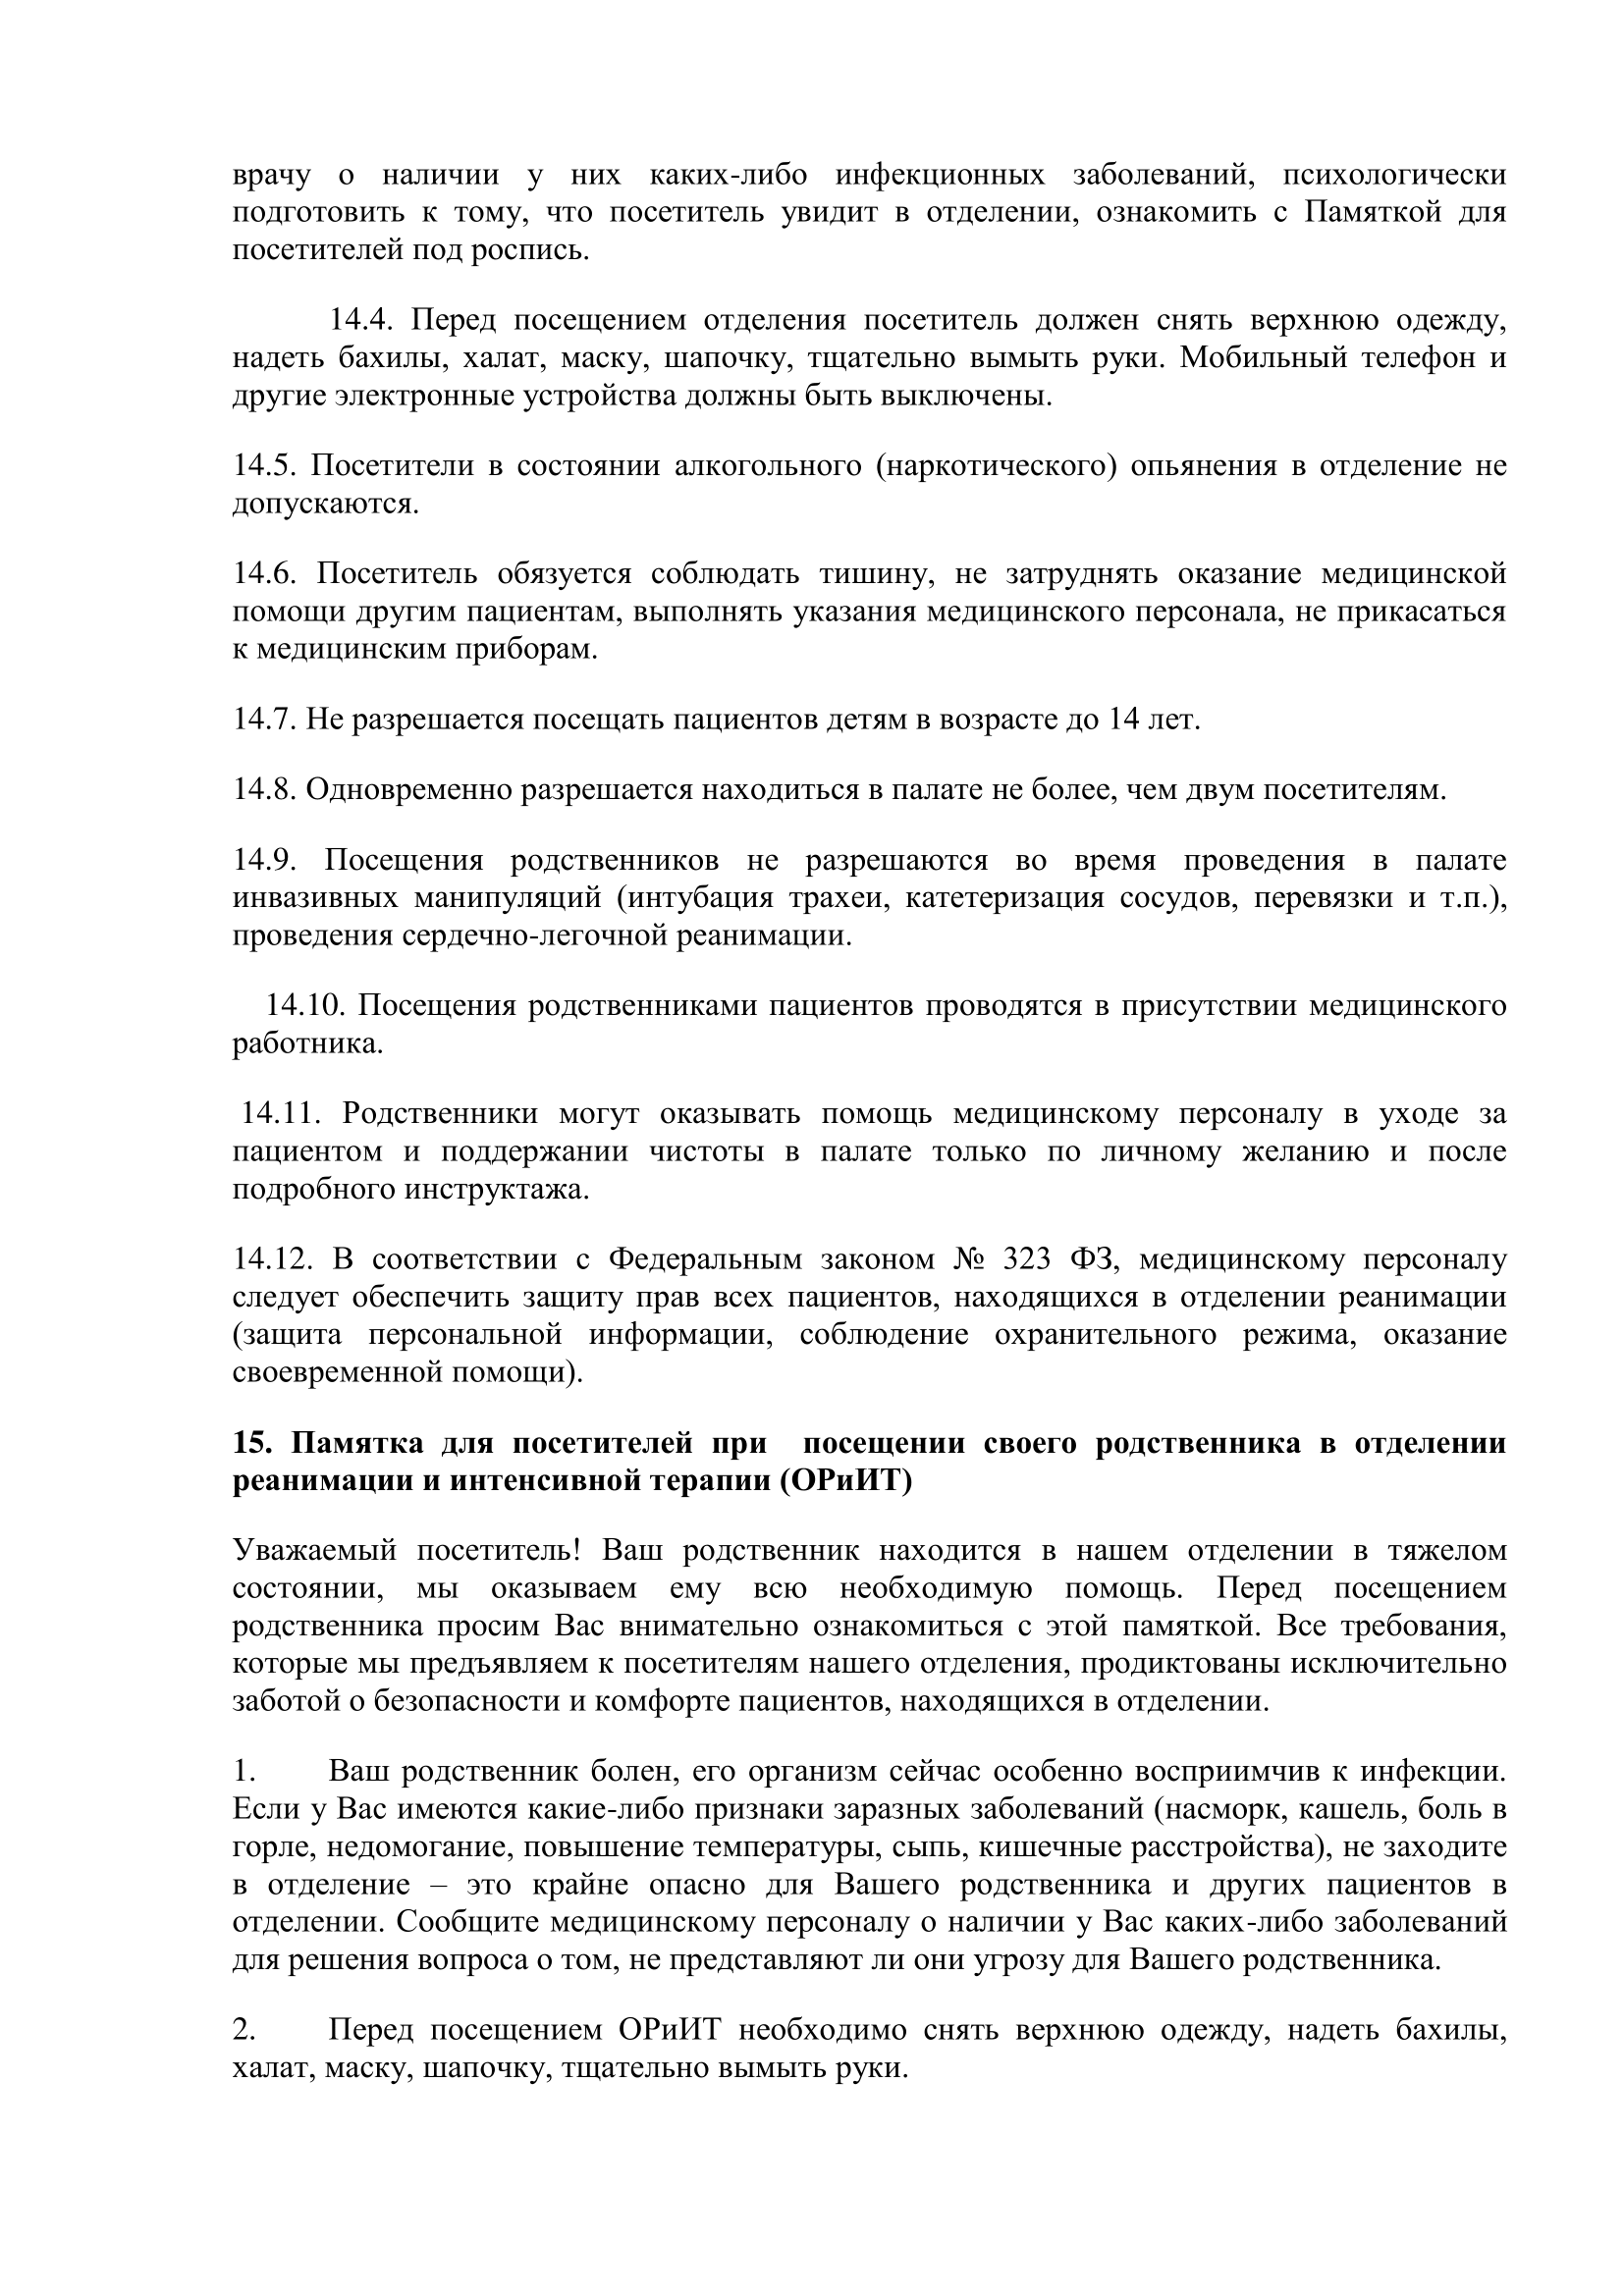 врачу о наличии у них каких-либо инфекционных заболеваний, психологически
подготовить к тому, что посетитель увидит в отделении, ознакомить с Памяткой для
посетителей под роспись.
14.4. Перед посещением отделения посетитель должен снять верхнюю одежду,
надеть бахилы, халат, маску, шапочку, тщательно вымыть руки. Мобильный телефон и
другие электронные устройства должны быть выключены.
14.5. Посетители в состоянии алкогольного (наркотического) опьянения в отделение не
допускаются.
14.6. Посетитель обязуется соблюдать тишину, не затруднять оказание медицинской
помощи другим пациентам, выполнять указания медицинского персонала, не прикасаться
к медицинским приборам.
14.7. Не разрешается посещать пациентов детям в возрасте до 14 лет.
14.8. Одновременно разрешается находиться в палате не более, чем двум посетителям.
14.9. Посещения родственников не разрешаются во время проведения в палате
инвазивных манипуляций (интубация трахеи, катетеризация сосудов, перевязки и т.п.),
проведения сердечно-легочной реанимации.
14.10. Посещения родственниками пациентов проводятся в присутствии медицинского
работника.
14.11. Родственники могут оказывать помощь медицинскому персоналу в уходе за
пациентом и поддержании чистоты в палате только по личному желанию и после
подробного инструктажа.
14.12. В соответствии с Федеральным законом № 323 ФЗ, медицинскому персоналу
следует обеспечить защиту прав всех пациентов, находящихся в отделении реанимации
(защита персональной информации, соблюдение охранительного режима, оказание
своевременной помощи).
15. Памятка для посетителей при посещении своего родственника в отделении
реанимации и интенсивной терапии (ОРиИТ)
Уважаемый посетитель! Ваш родственник находится в нашем отделении в тяжелом
состоянии, мы оказываем ему всю необходимую помощь. Перед посещением
родственника просим Вас внимательно ознакомиться с этой памяткой. Все требования,
которые мы предъявляем к посетителям нашего отделения, продиктованы исключительно
заботой о безопасности и комфорте пациентов, находящихся в отделении.
1. Ваш родственник болен, его организм сейчас особенно восприимчив к инфекции.
Если у Вас имеются какие-либо признаки заразных заболеваний (насморк, кашель, боль в
горле, недомогание, повышение температуры, сыпь, кишечные расстройства), не заходите
в отделение – это крайне опасно для Вашего родственника и других пациентов в
отделении. Сообщите медицинскому персоналу о наличии у Вас каких-либо заболеваний
для решения вопроса о том, не представляют ли они угрозу для Вашего родственника.
2. Перед посещением ОРиИТ необходимо снять верхнюю одежду, надеть бахилы,
халат, маску, шапочку, тщательно вымыть руки.